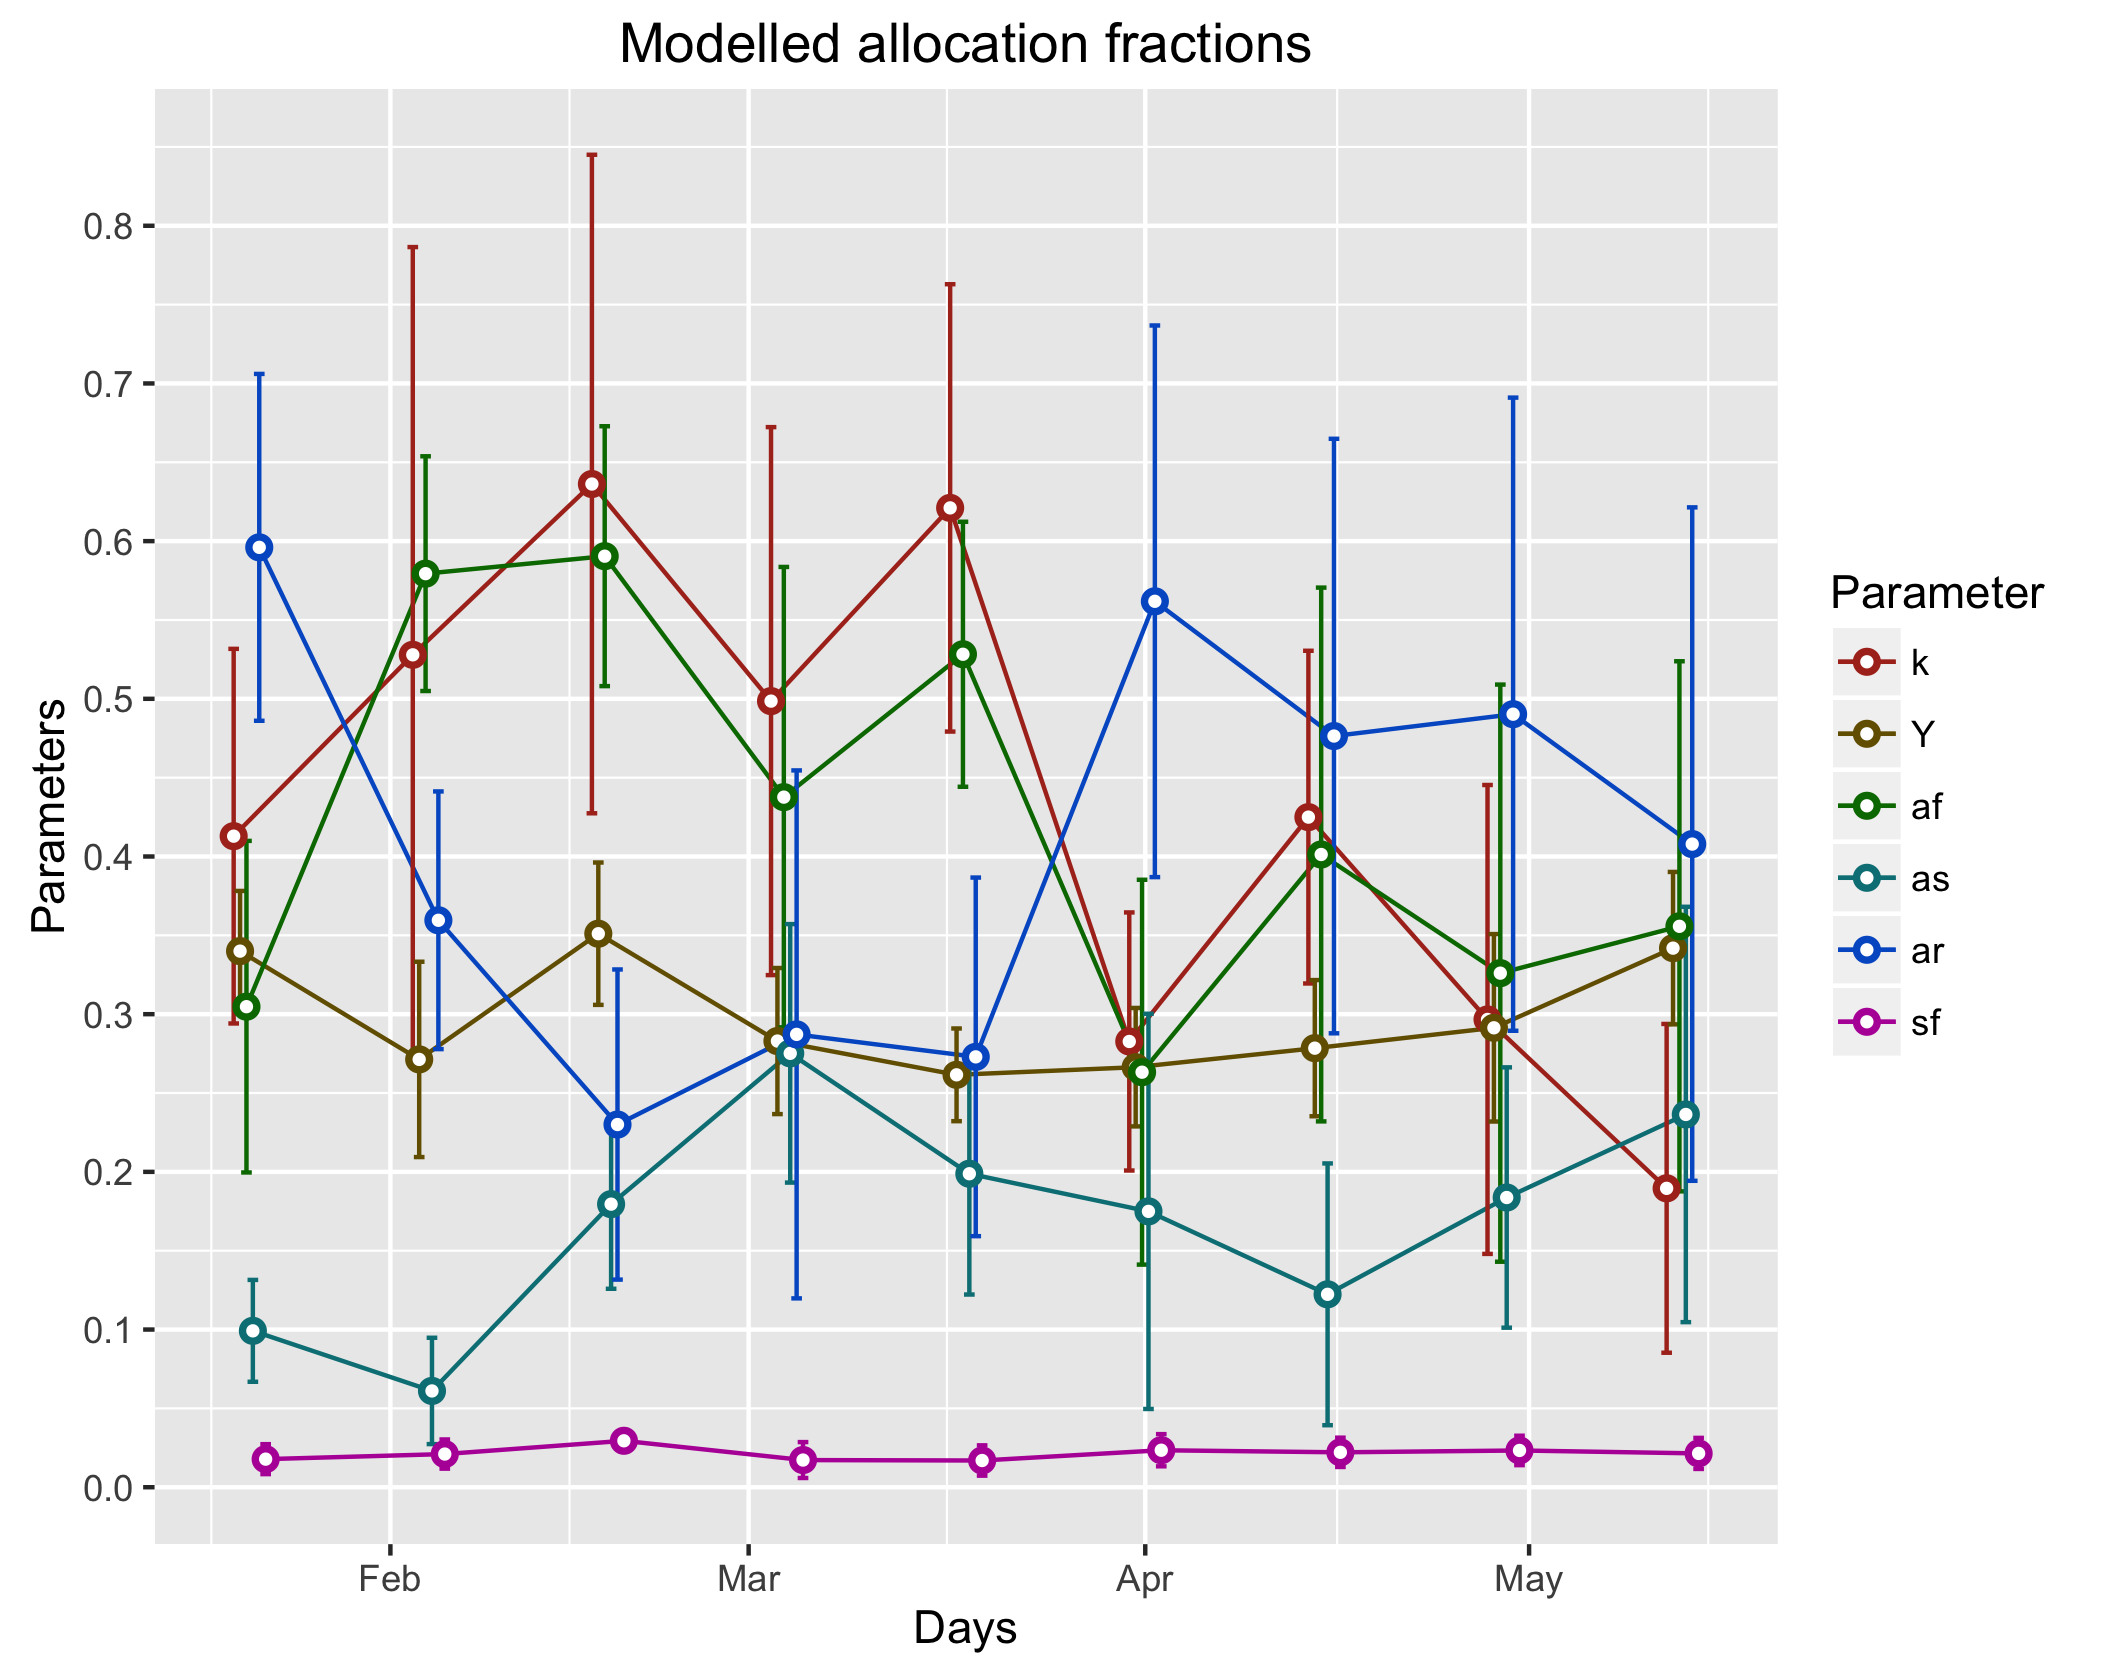 Modelled allocation fractions
Parameters
0.8
0.7
0.6
0.5
0.4
0.3
0.2
0.1
0.0
Feb Mar Apr May
Days
Parameter
k
Y
af
as
ar
sf